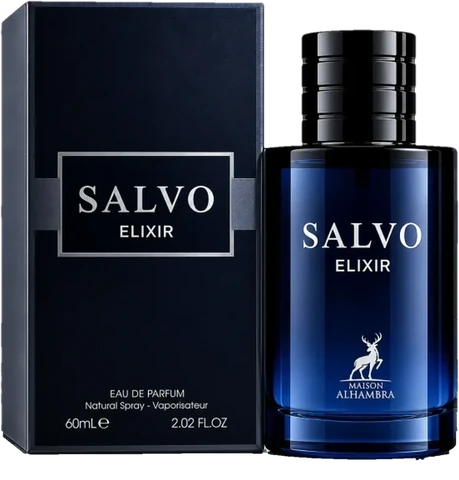 SALVO
ELIXIR
EAU DE PARFUM
Natural Spray - Vaporisateur
60mL℮ 2.02 FL.OZ
SALVO
ELIXIR
MAISON
ALHAMBRA